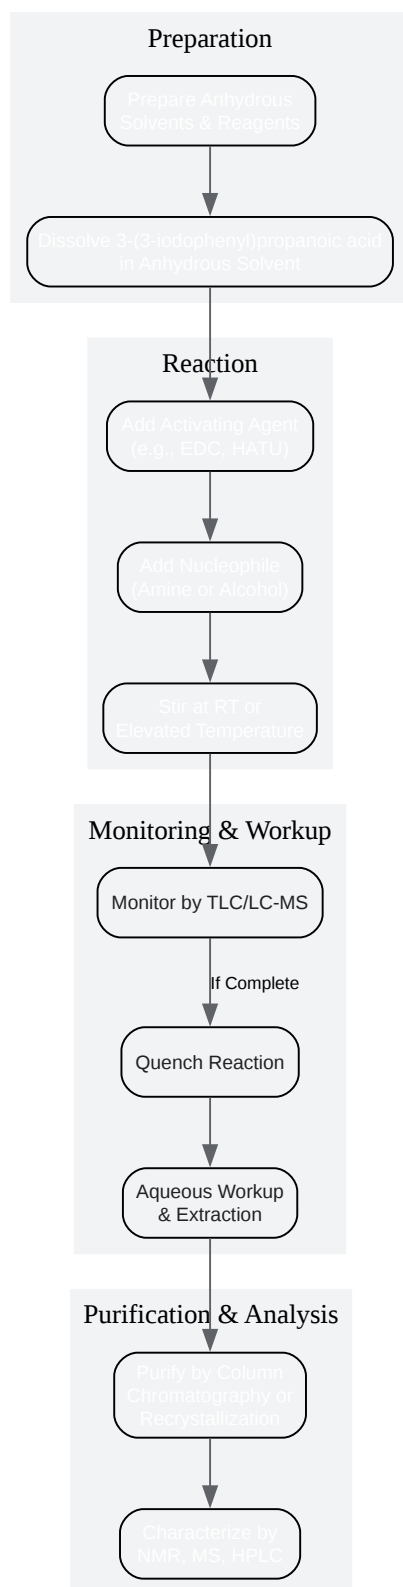 Preparation
Prepare Anhydrous
Solvents & Reagents
Dissolve 3-(3-iodophenyl)propanoic acid
in Anhydrous Solvent
Reaction
Add Activating Agent
(e.g., EDC, HATU)
Add Nucleophile
(Amine or Alcohol)
Stir at RT or
Elevated Temperature
Monitoring & Workup
Monitor by TLC/LC-MS
If Complete
Quench Reaction
Aqueous Workup
& Extraction
Purification & Analysis
Purify by Column
Chromatography or
Recrystallization
Characterize by
NMR, MS, HPLC